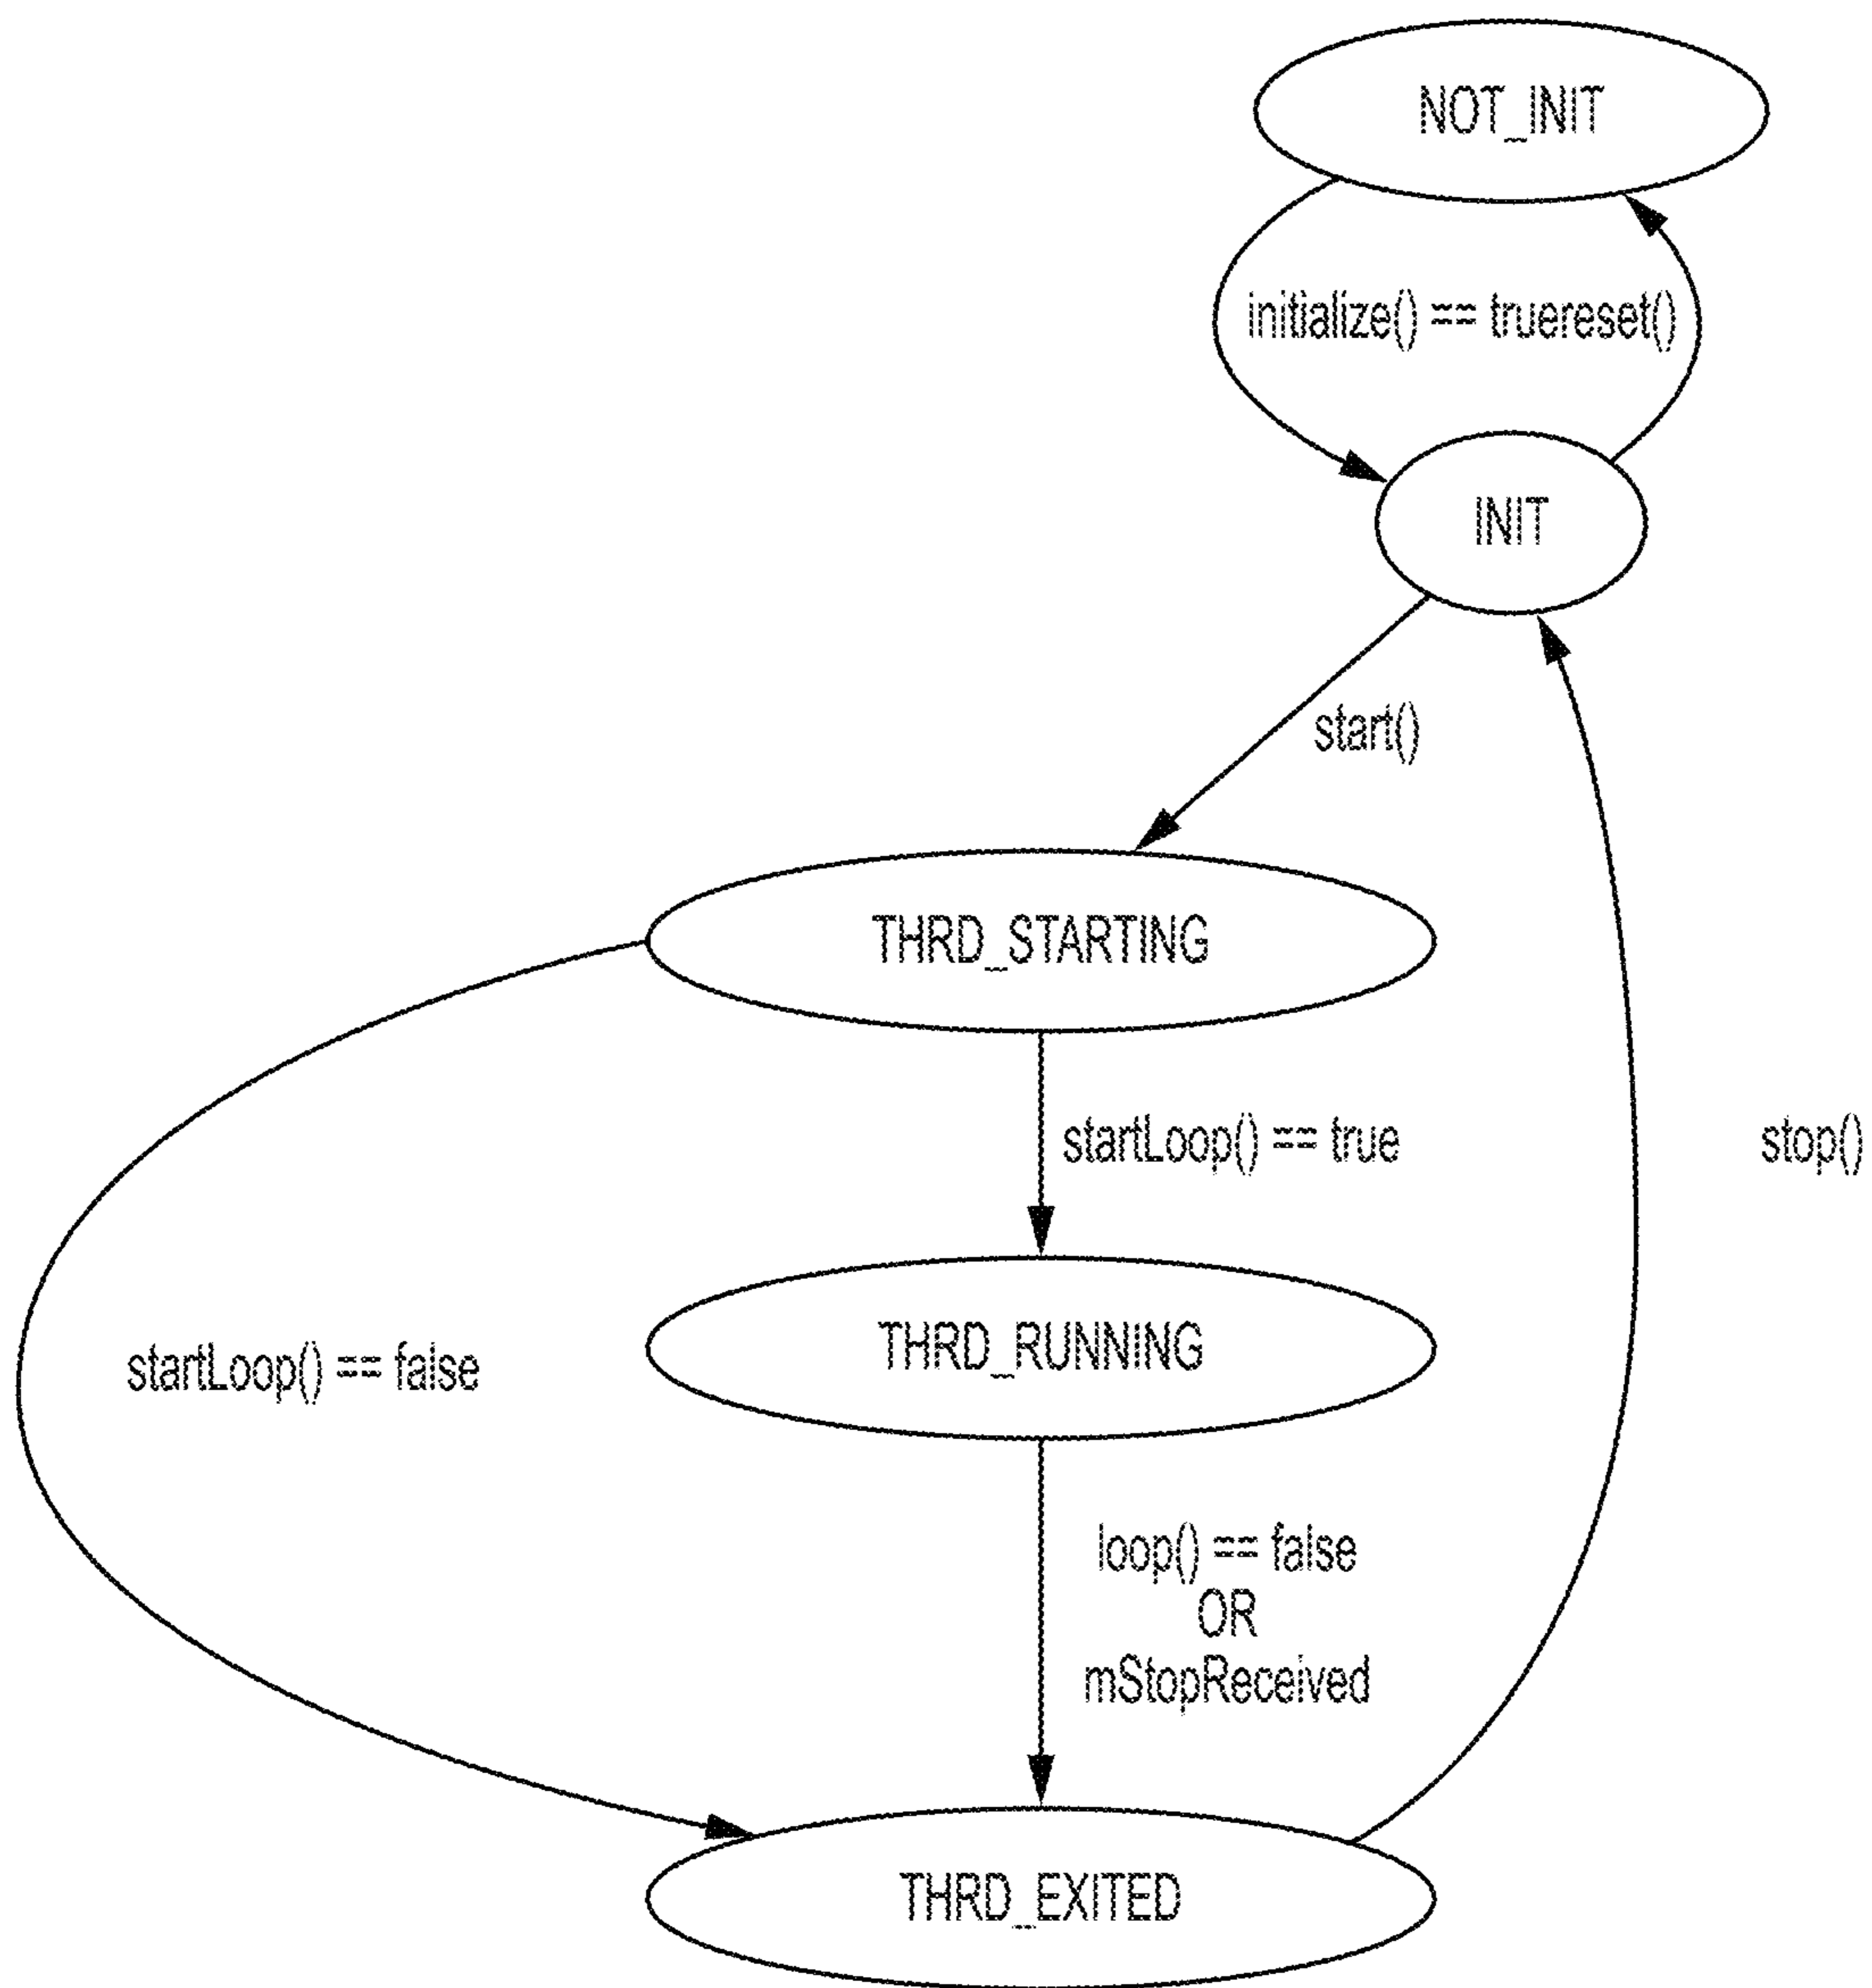 NOT_INIT
initialize() == truereset()
INIT
start()
THRD_STARTING
startLoop() == true
stop()
THRD_RUNNING
startLoop() == false
loop() == false
OR
mStopReceived
THRD_EXITED